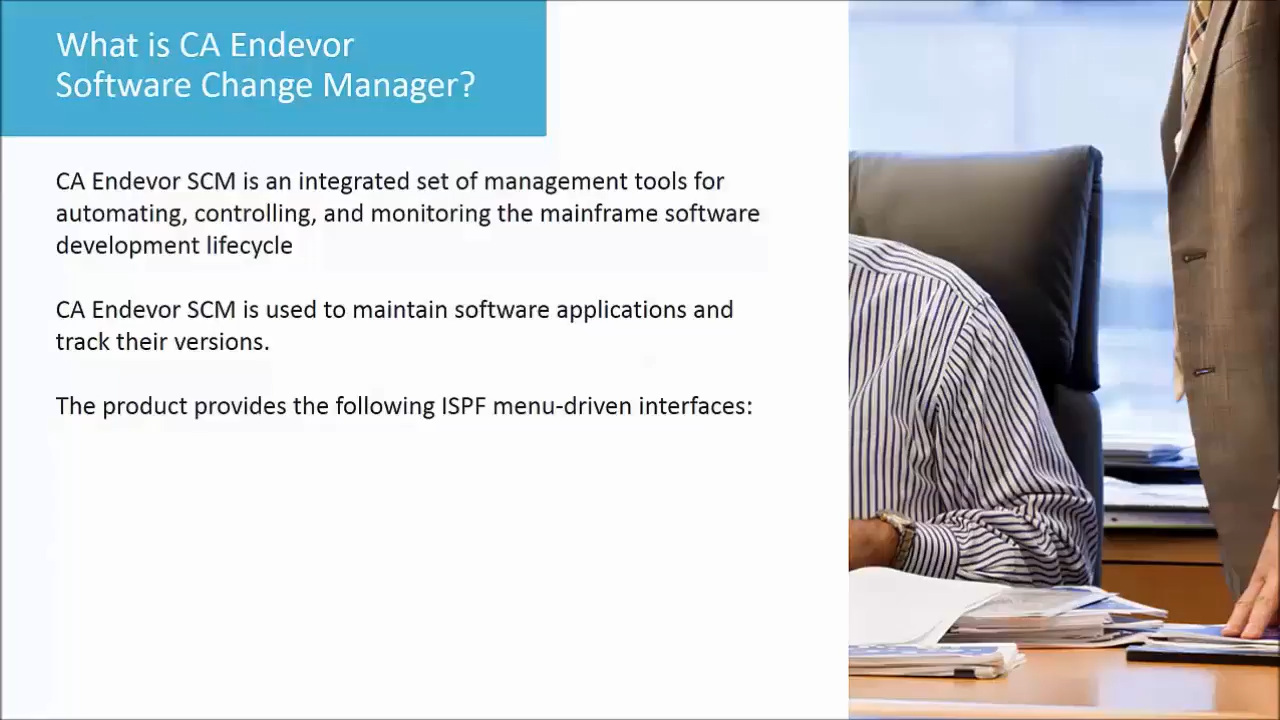 What is CA Endevor
Software Change Manager?
CA Endevor SCM is an integrated set of management tools for
automating, controlling, and monitoring the mainframe software
development lifecycle
CA Endevor SCM is used to maintain software applications and
track their versions.
The product provides the following ISPF menu-driven interfaces: